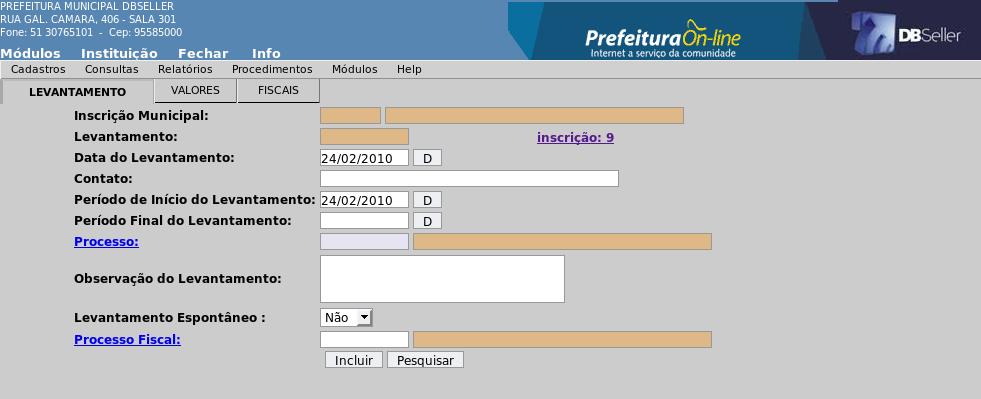 PREFEITURA MUNICIPAL DBSELLER
RUA GAL. CAMARA, 406 - SALA 301
Fone: 51 30765101 - Cep: 95585000
Prefeitura On-line
Internet a serviço da comunidade
DBSeller
Módulos Instituição Fechar Info
Cadastros Consultas Relatórios Procedimentos Módulos Help
LEVANTAMENTO VALORES FISCAIS
Inscrição Municipal:
Levantamento: inscrição: 9
Data do Levantamento: 24/02/2010 D
Contato:
Período de Início do Levantamento: 24/02/2010 D
Período Final do Levantamento: D
Processo:
Observação do Levantamento:
Levantamento Espontâneo : Não
Processo Fiscal:
Incluir Pesquisar